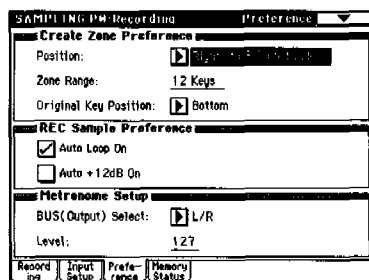 SAMPLING P0:Recording Preference
Create Zone Preference
Position:
Zone Range: 12 Keys
Original Key Position: Bottom
REC Sample Preference
Auto Loop On
Auto +12dB On
Metronome Setup
BUS(Output) Select: L/R
Level: 127
Record ing
Input Setup
Prefe- rence
Memory Status